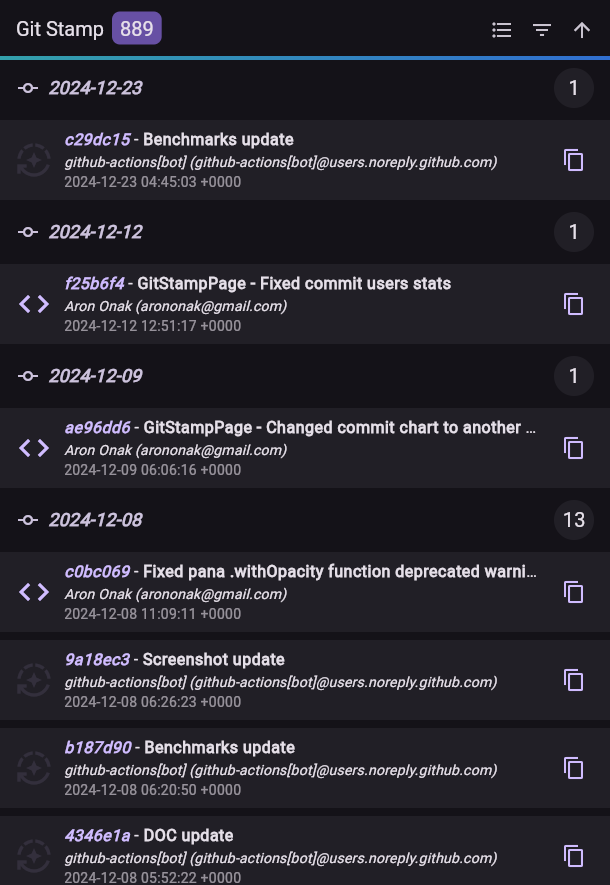 Git Stamp 889
2024-12-23 1
c29dc15 - Benchmarks update
github-actions[bot] (github-actions[bot]@users.noreply.github.com)
2024-12-23 04:45:03 +0000
2024-12-12 1
f25b6f4 - GitStampPage - Fixed commit users stats
Aron Onak (arononak@gmail.com)
2024-12-12 12:51:17 +0000
2024-12-09 1
ae96dd6 - GitStampPage - Changed commit chart to another ...
Aron Onak (arononak@gmail.com)
2024-12-09 06:06:16 +0000
2024-12-08 13
c0bc069 - Fixed pana .withOpacity function deprecated warni...
Aron Onak (arononak@gmail.com)
2024-12-08 11:09:11 +0000
9a18ec3 - Screenshot update
github-actions[bot] (github-actions[bot]@users.noreply.github.com)
2024-12-08 06:26:23 +0000
b187d90 - Benchmarks update
github-actions[bot] (github-actions[bot]@users.noreply.github.com)
2024-12-08 06:20:50 +0000
4346e1a - DOC update
github-actions[bot] (github-actions[bot]@users.noreply.github.com)
2024-12-08 05:52:22 +0000